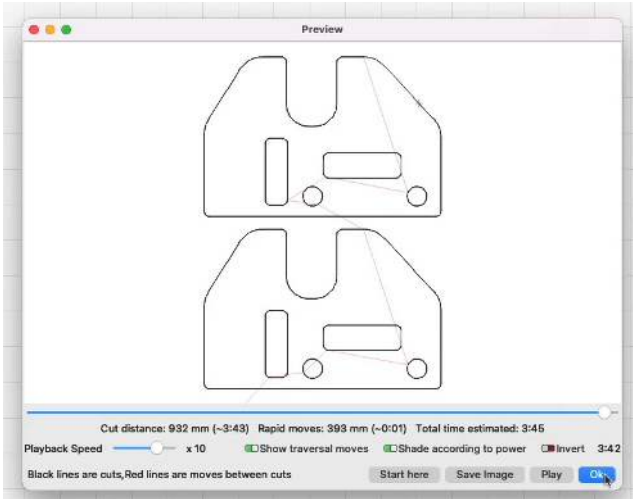 Preview
Cut distance: 932 mm (~3:43) Rapid moves: 393 mm (~0:01) Total time estimated: 3:45
Playback Speed x 10 Show traversal moves Shade according to power Invert 3:42
Black lines are cuts,Red lines are moves between cuts Start here Save Image Play Ok